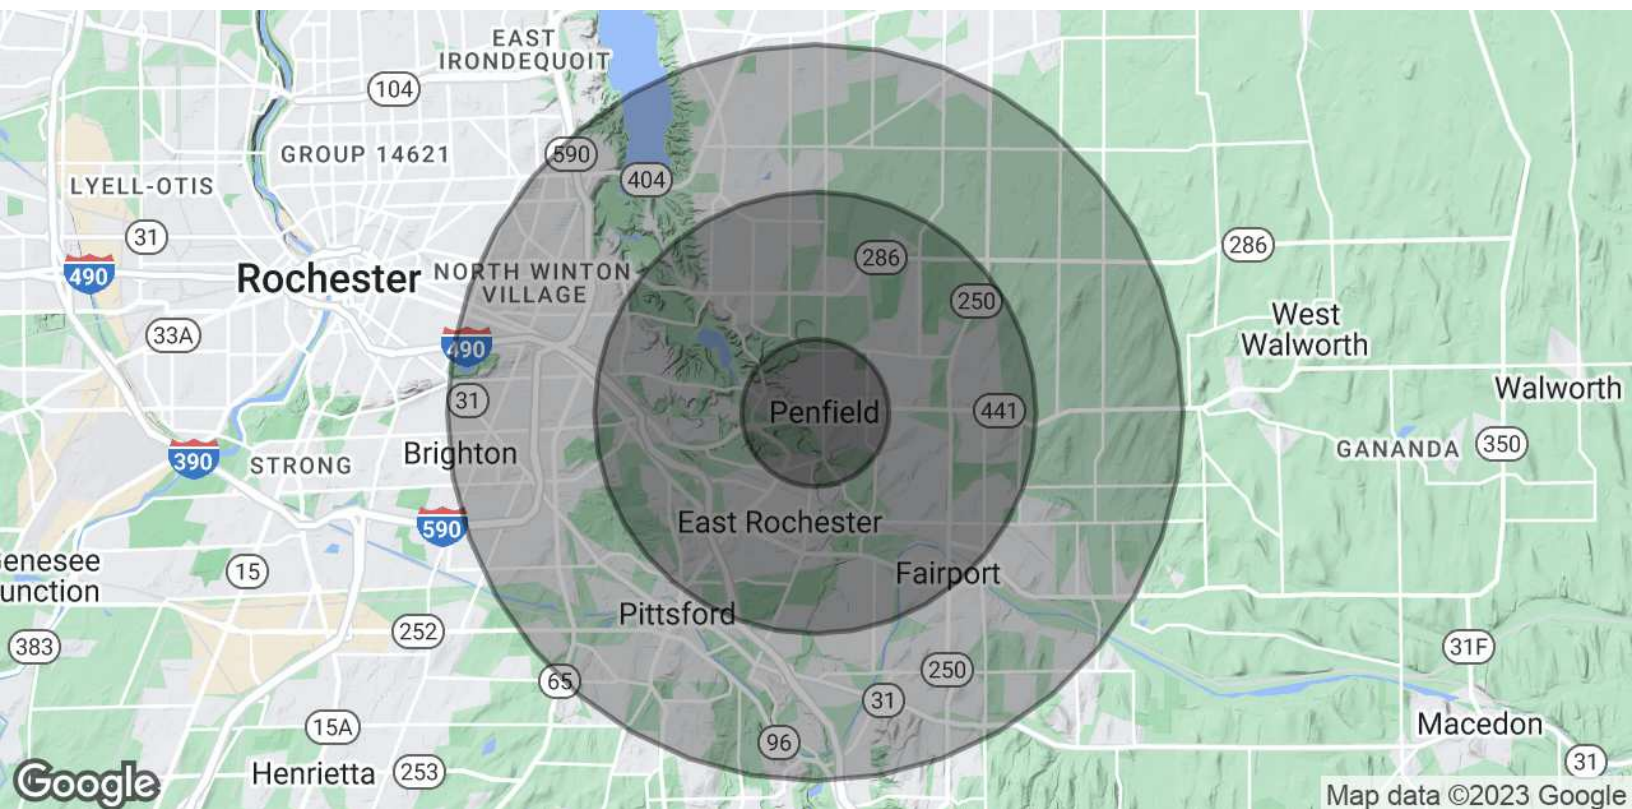 EAST
IRONDEQUOIT
104
GROUP 14621
590
404
LYELL-OTIS
31
286
286
490
Rochester
NORTH WINTON
VILLAGE
250
33A
West
Walworth
490
Walworth
31
Penfield
441
Brighton
390
STRONG
GANANDA
350
590
East Rochester
enesee
unction
15
Fairport
Pittsford
252
383
31F
65
250
31
15A
96
Macedon
Henrietta
253
31
Google
Map data ©2023 Google